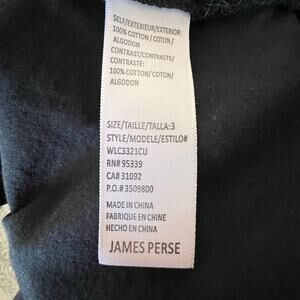 SELF/EXTERIEUR/EXTERIOR:
100% COTTON / COTON /
ALGODON
CONTRAST/CONTRASTE/
CONTRASTE:
100% COTTON / COTON /
ALGODON
SIZE/TAILLE/TALLA:3
STYLE/MODELE/ESTILO#
WLC3321CU
RN# 95339
CA# 31092
P.O.# 3509800
MADE IN CHINA
FABRIQUE EN CHINE
HECHO EN CHINA
JAMES PERSE